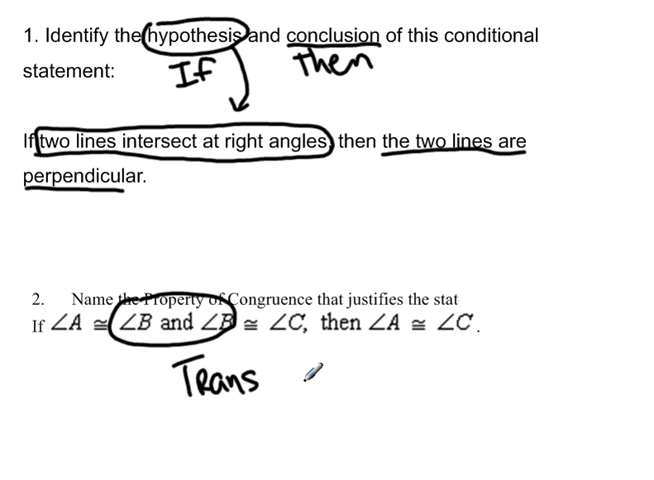 1. Identify the hypothesis and conclusion of this conditional
statement:
If then
If two lines intersect at right angles, then the two lines are
perpendicular.
2. Name the Property of Congruence that justifies the stat
If ∠A ≅ ∠B and ∠B ≅ ∠C, then ∠A ≅ ∠C.
Trans